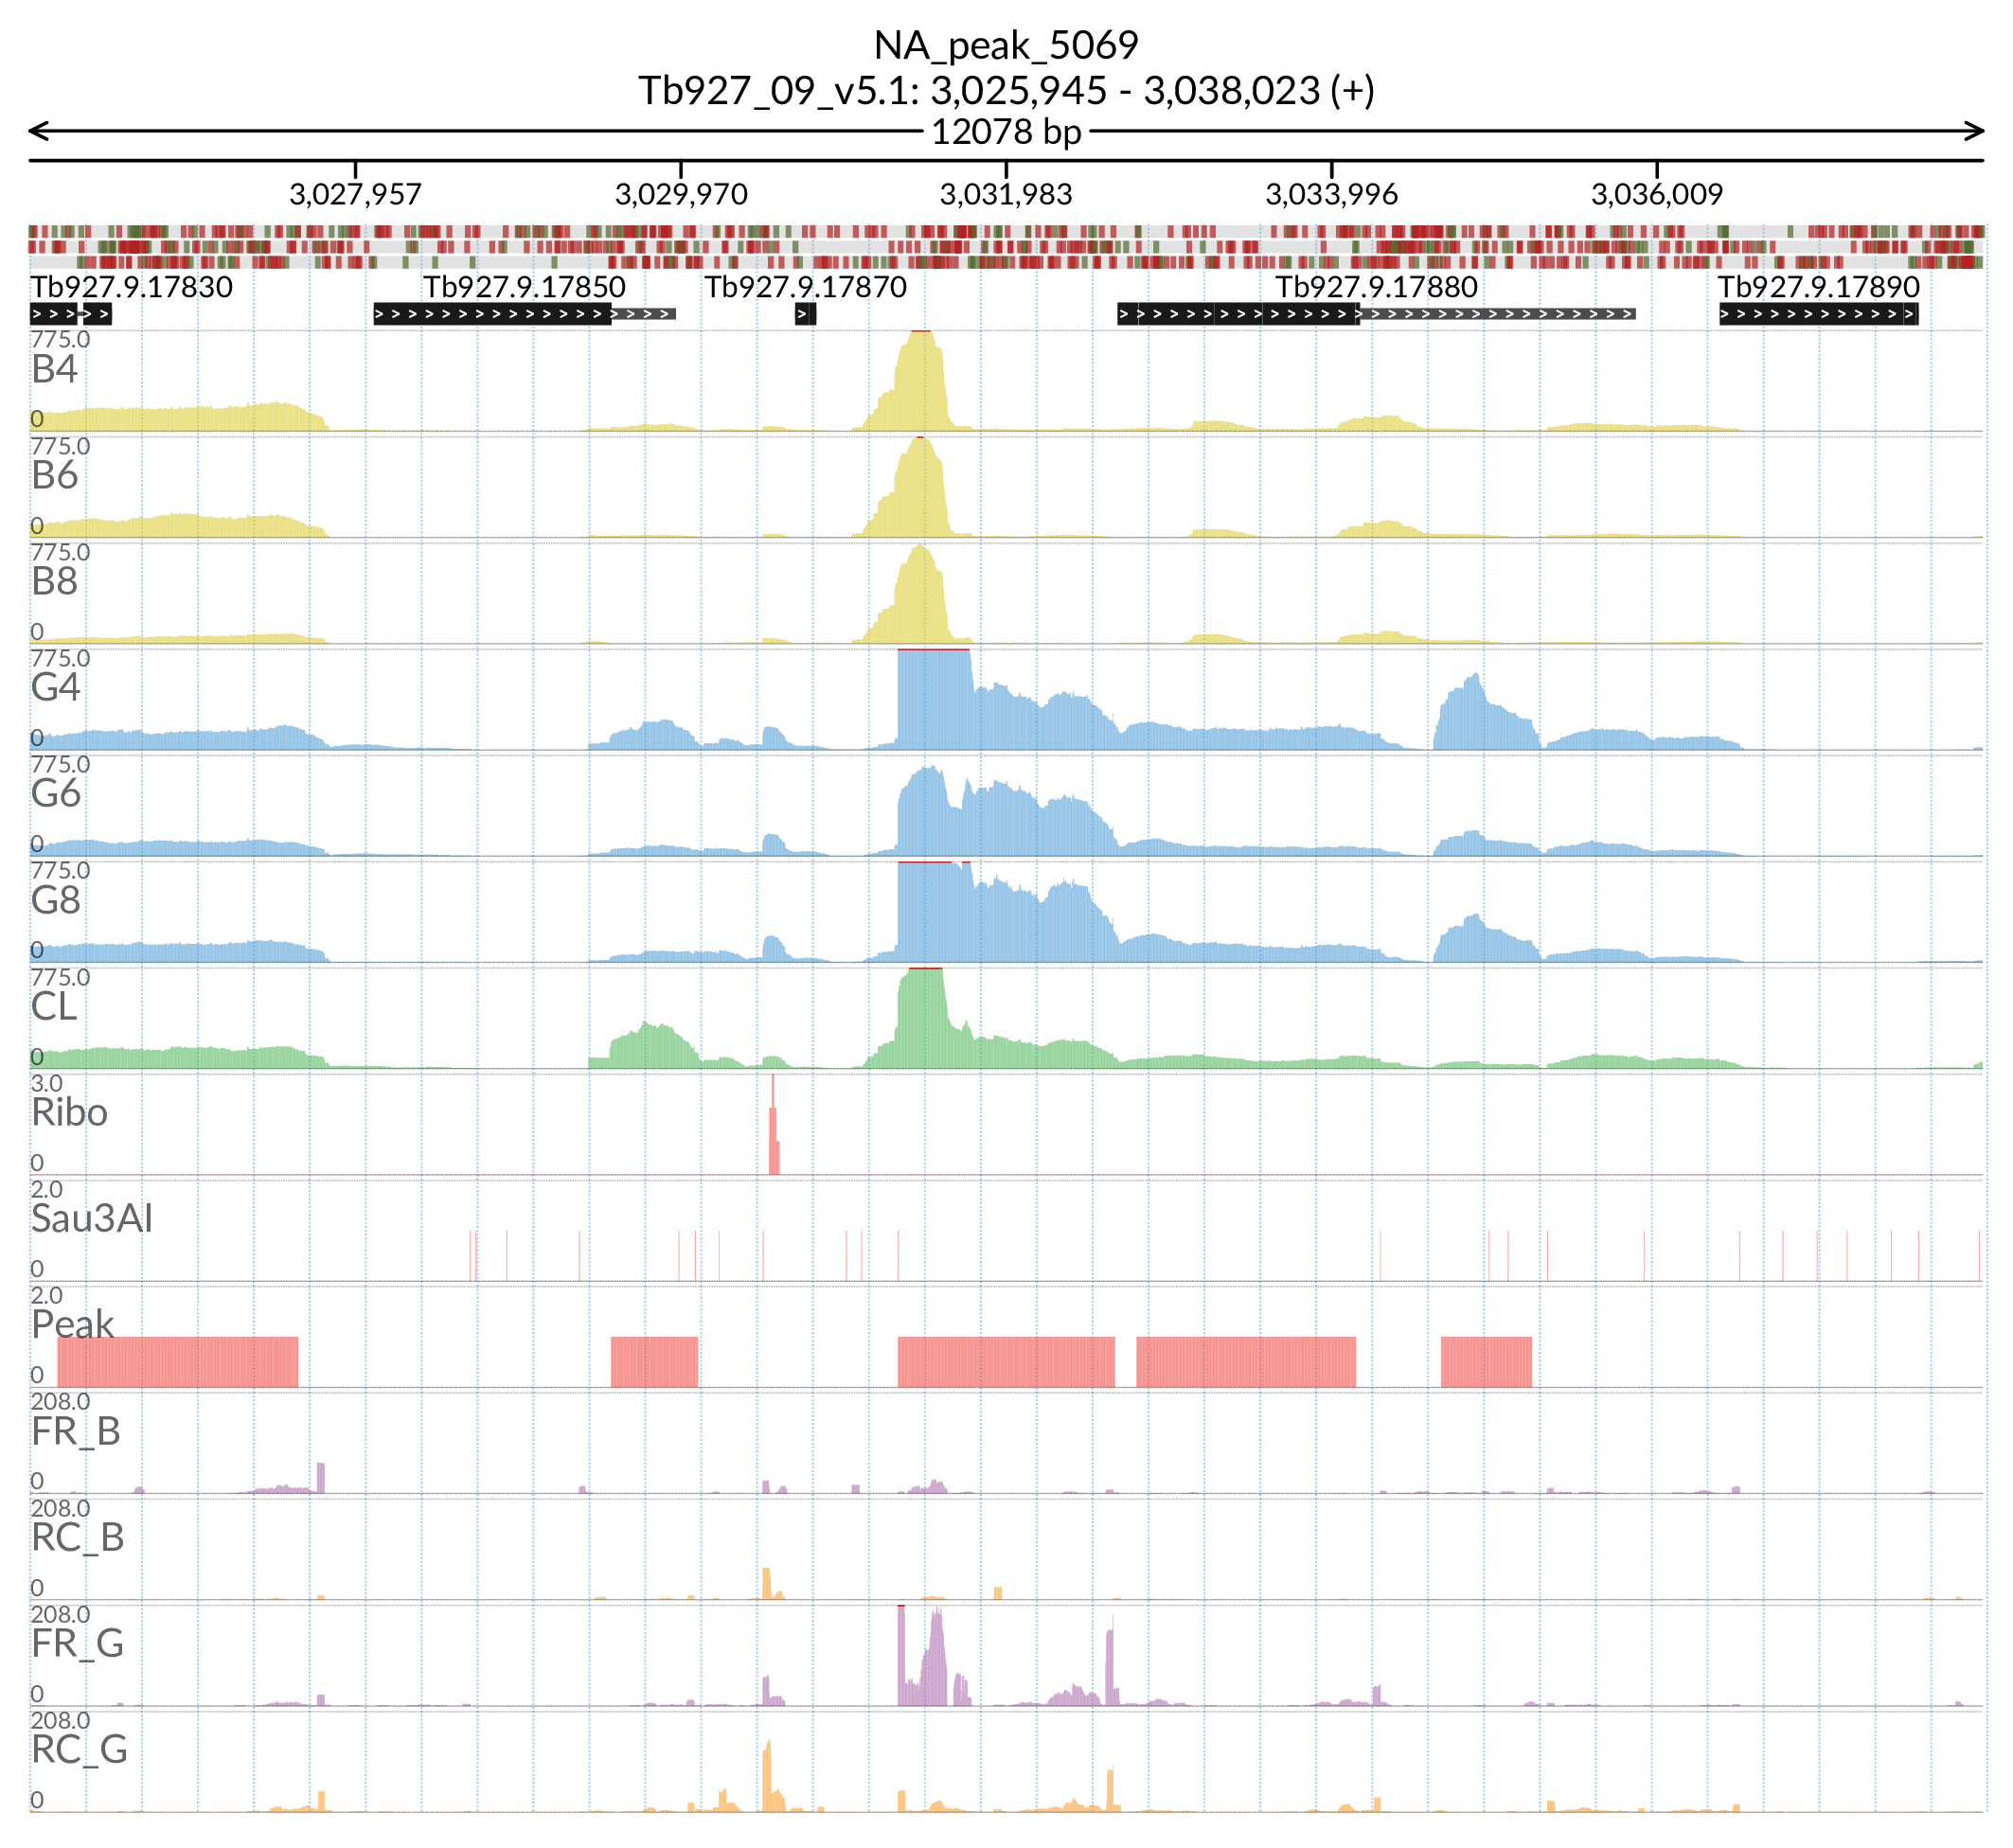 NA_peak_5069
Tb927_09_v5.1: 3,025,945 - 3,038,023 (+)
12078 bp
3,027,957 3,029,970 3,031,983 3,033,996 3,036,009
Tb927.9.17830 Tb927.9.17850 Tb927.9.17870 Tb927.9.17880 Tb927.9.17890
775.0
B4
0
775.0
B6
0
775.0
B8
0
775.0
G4
0
775.0
G6
0
775.0
G8
0
775.0
CL
0
3.0
Ribo
0
2.0
Sau3AI
0
2.0
Peak
0
208.0
FR_B
0
208.0
RC_B
0
208.0
FR_G
0
208.0
RC_G
0